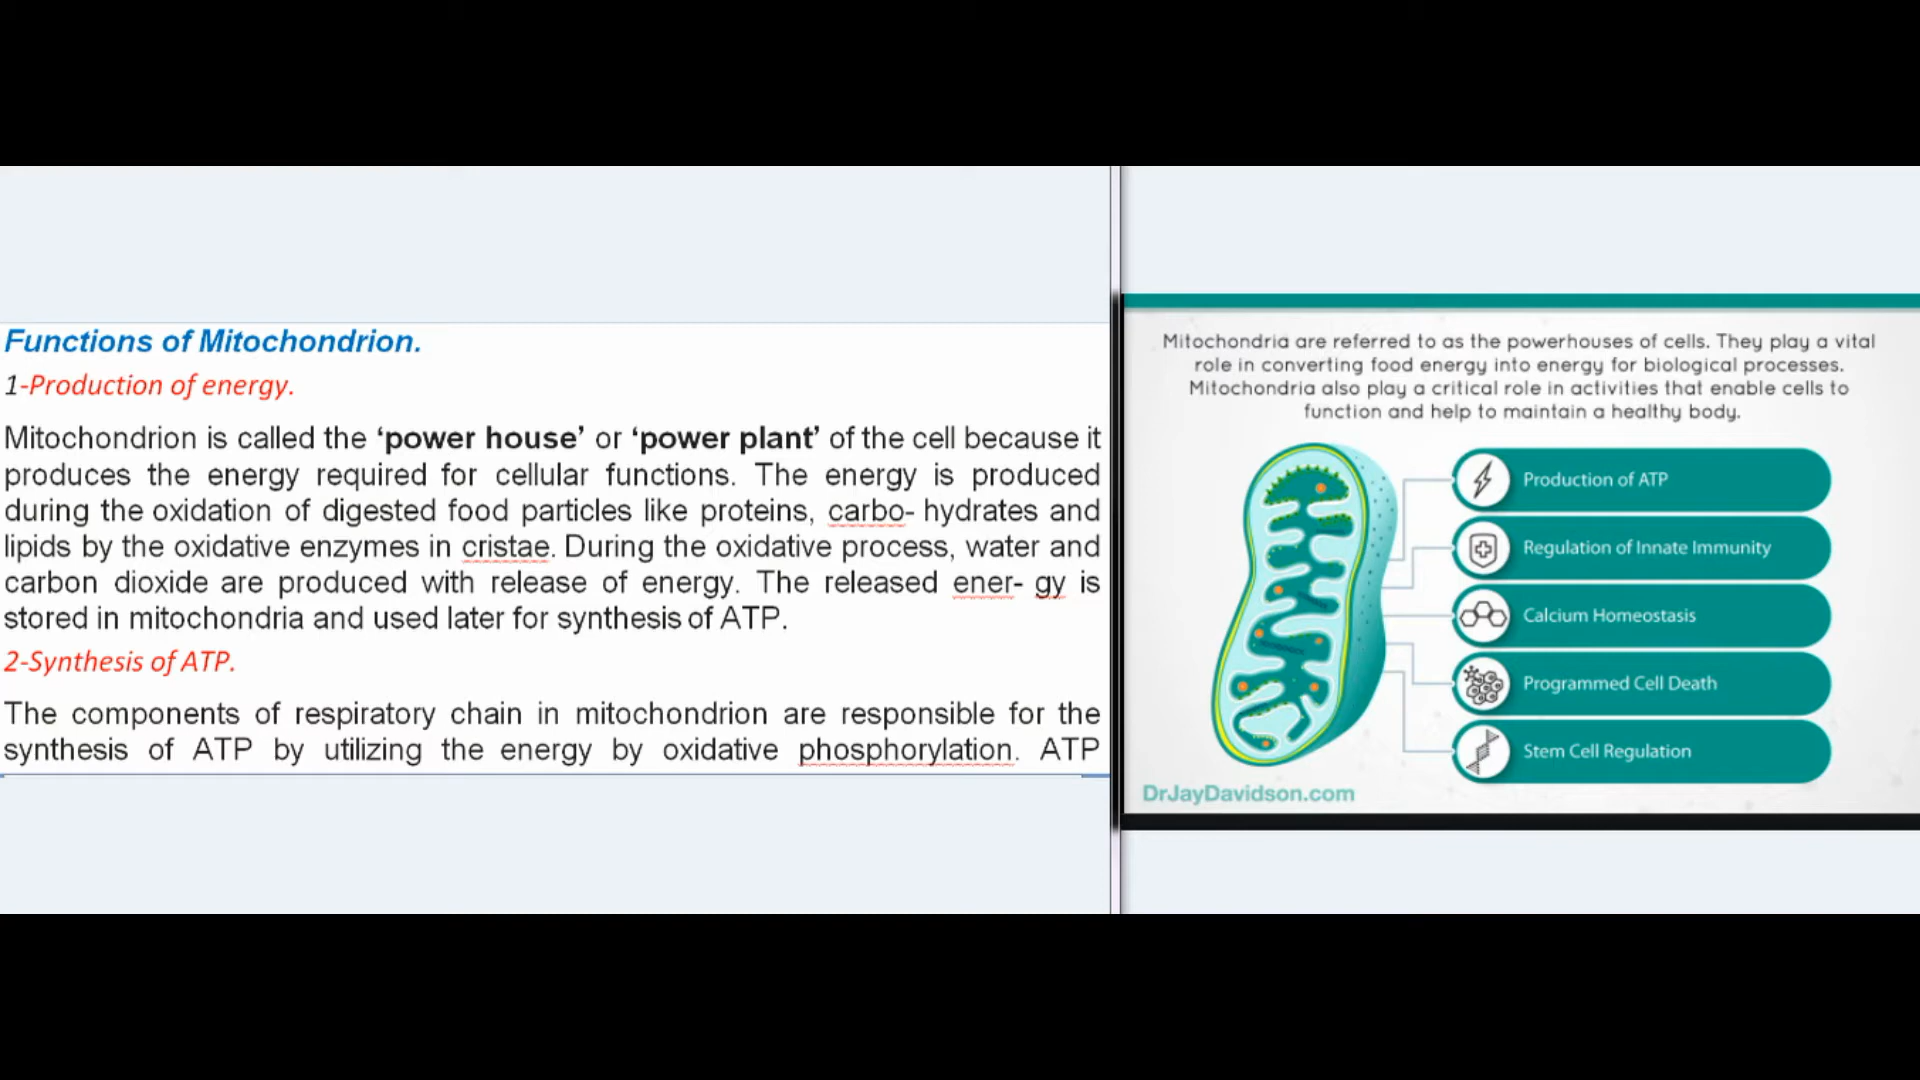 Functions of Mitochondrion.
1-Production of energy.
Mitochondrion is called the ‘power house’ or ‘power plant’ of the cell because it
produces the energy required for cellular functions. The energy is produced
during the oxidation of digested food particles like proteins, carbo- hydrates and
lipids by the oxidative enzymes in cristae. During the oxidative process, water and
carbon dioxide are produced with release of energy. The released ener- gy is
stored in mitochondria and used later for synthesis of ATP.
2-Synthesis of ATP.
The components of respiratory chain in mitochondrion are responsible for the
synthesis of ATP by utilizing the energy by oxidative phosphorylation. ATP
Mitochondria are referred to as the powerhouses of cells. They play a vital
role in converting food energy into energy for biological processes.
Mitochondria also play a critical role in activities that enable cells to
function and help to maintain a healthy body.
Production of ATP
Regulation of Innate Immunity
Calcium Homeostasis
Programmed Cell Death
Stem Cell Regulation
DrJayDavidson.com